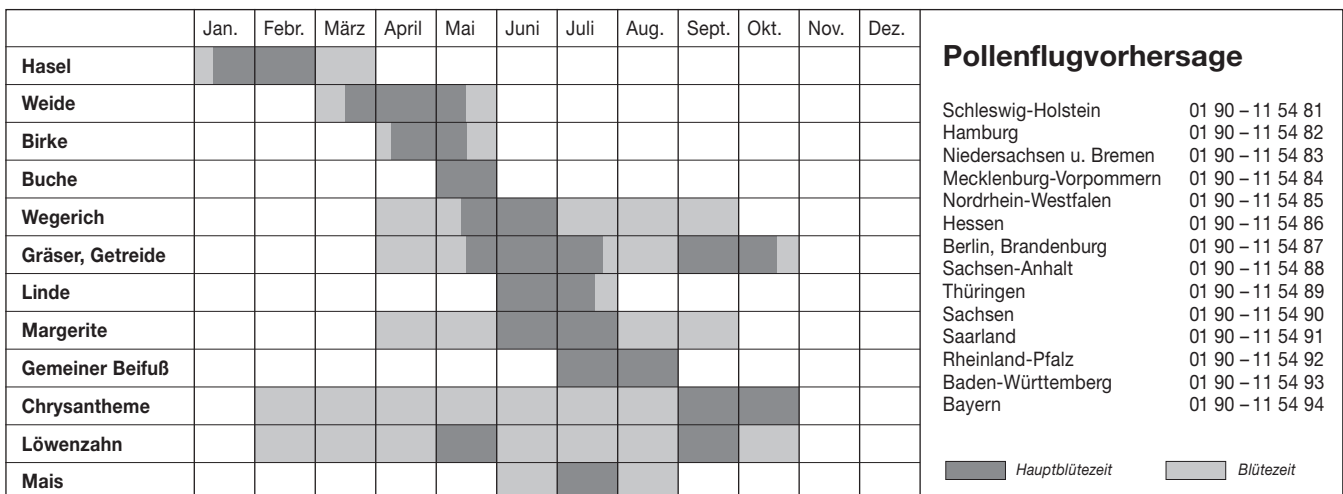 Jan. Febr. März April Mai Juni Juli Aug. Sept. Okt. Nov. Dez.
Hasel
Weide
Birke
Buche
Wegerich
Gräser, Getreide
Linde
Margerite
Gemeiner Beifuß
Chrysantheme
Löwenzahn
Mais
Pollenflugvorhersage
Schleswig-Holstein 01 90 – 11 54 81
Hamburg 01 90 – 11 54 82
Niedersachsen u. Bremen 01 90 – 11 54 83
Mecklenburg-Vorpommern 01 90 – 11 54 84
Nordrhein-Westfalen 01 90 – 11 54 85
Hessen 01 90 – 11 54 86
Berlin, Brandenburg 01 90 – 11 54 87
Sachsen-Anhalt 01 90 – 11 54 88
Thüringen 01 90 – 11 54 89
Sachsen 01 90 – 11 54 90
Saarland 01 90 – 11 54 91
Rheinland-Pfalz 01 90 – 11 54 92
Baden-Württemberg 01 90 – 11 54 93
Bayern 01 90 – 11 54 94
Hauptblütezeit Blütezeit